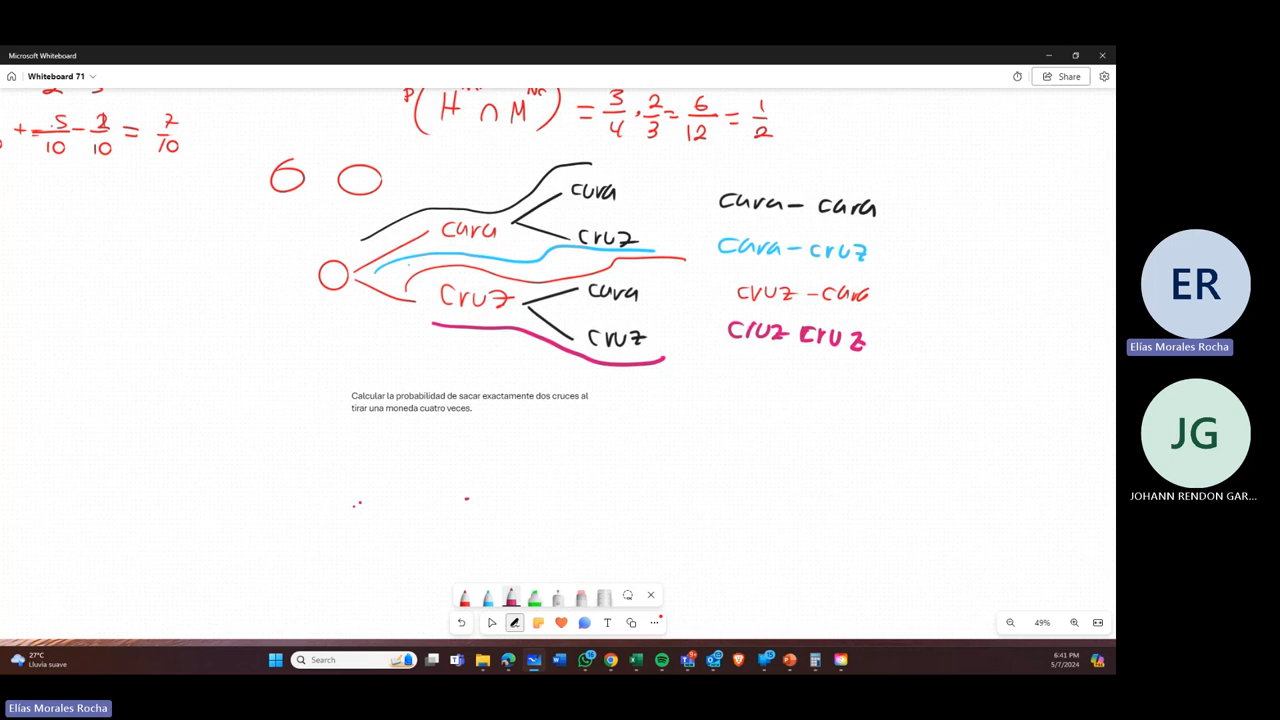 Microsoft Whiteboard
Whiteboard 71
Share
+ 5/10 - 2/10 = 7/10
P(H ∩ M) = 3/4 · 2/3 = 6/12 = 1/2
cara
cara
cruz
cruz
cara
cruz
cara - cara
cara - cruz
cruz - cara
cruz cruz
Calcular la probabilidad de sacar exactamente dos cruces al
tirar una moneda cuatro veces.
ER
Elías Morales Rocha
JG
JOHANN RENDON GAR...
49%
27°C
Lluvia suave
Search
6:41 PM
5/7/2024
Elías Morales Rocha